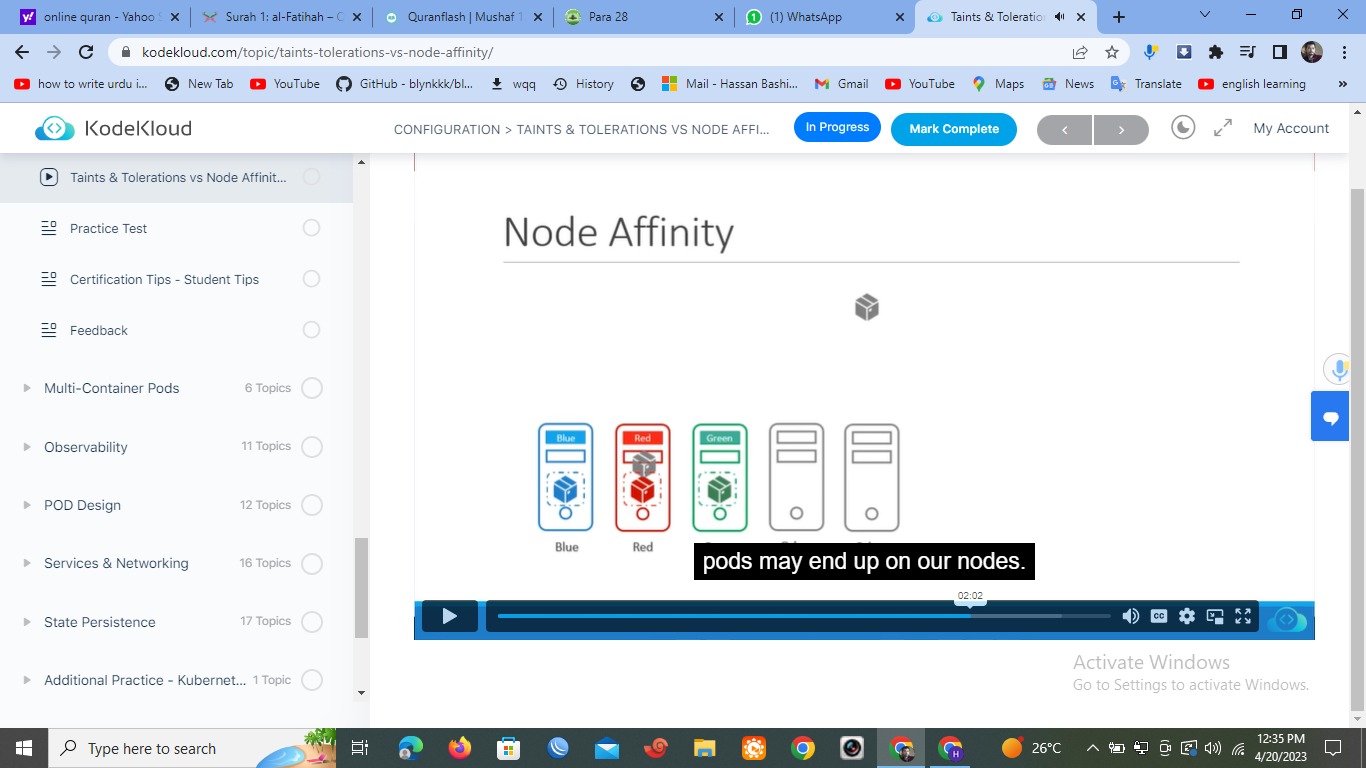 online quran - Yahoo S
Surah 1: al-Fatihah – C
Quranflash | Mushaf 1
Para 28
(1) WhatsApp
Taints & Toleration
kodekloud.com/topic/taints-tolerations-vs-node-affinity/
how to write urdu i...
New Tab
YouTube
GitHub - blynkkk/bl...
wqq
History
Mail - Hassan Bashi...
Gmail
YouTube
Maps
News
Translate
english learning
»
KodeKloud
CONFIGURATION > TAINTS & TOLERATIONS VS NODE AFFI...
In Progress
Mark Complete
My Account
Taints & Tolerations vs Node Affinit...
Practice Test
Certification Tips - Student Tips
Feedback
Multi-Container Pods
6 Topics
Observability
11 Topics
POD Design
12 Topics
Services & Networking
16 Topics
State Persistence
17 Topics
Additional Practice - Kubernet...
1 Topic
Node Affinity
Blue
Red
Green
Blue
Red
pods may end up on our nodes.
02:02
CC
Activate Windows
Go to Settings to activate Windows.
Type here to search
H
26°C
12:35 PM
4/20/2023